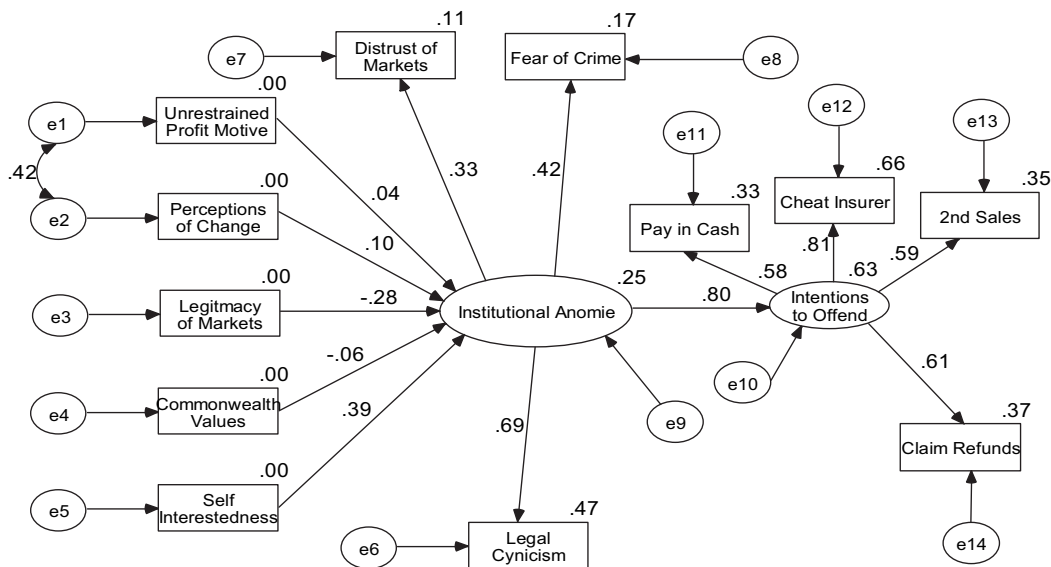 .11
Distrust of
Markets
e7
.17
Fear of Crime
e8
.00
Unrestrained
Profit Motive
e1
.42
e2
.00
Perceptions
of Change
.04
.10
.33
.42
e12
e13
e11
.66
Cheat Insurer
.35
2nd Sales
.33
Pay in Cash
.81
.59
.58
.63
Intentions
to Offend
.00
Legitmacy
of Markets
e3
-.28
Institutional Anomie
.25
.80
e10
.61
.00
Commonwealth
Values
e4
-.06
.39
.69
e9
.37
Claim Refunds
e14
.00
Self
Interestedness
e5
.47
Legal
Cynicism
e6